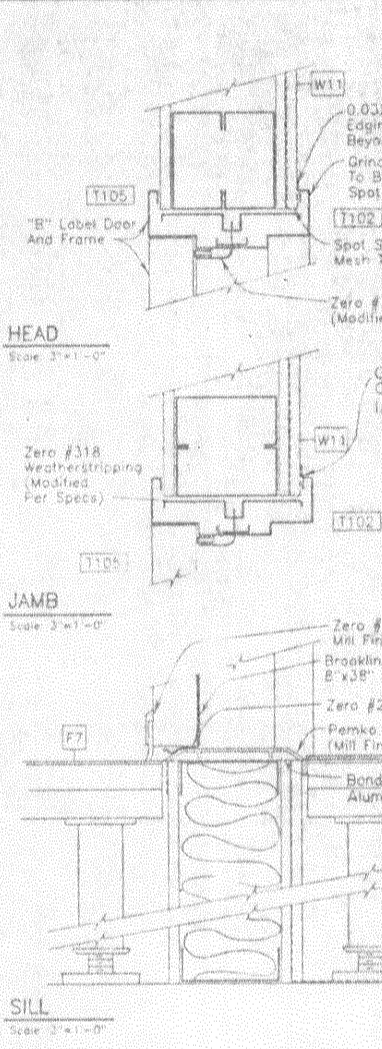 W11
0.03
Edgin
Beyo
Grind
To B
Spot
T105
"B" Label Door
And Frame
T102
Spot S
Mesh
Zero #
(Modifie
HEAD
Scale: 3"=1'-0"
W11
Zero #318
Weatherstripping
(Modified
Per Specs)
T102
T105
JAMB
Scale: 3"=1'-0"
Zero #
Mill Fin
Brooklin
8"x38"
Zero #2
F7
Pemko
(Mill Fin
Bond
Alum
SILL
Scale: 3"=1'-0"